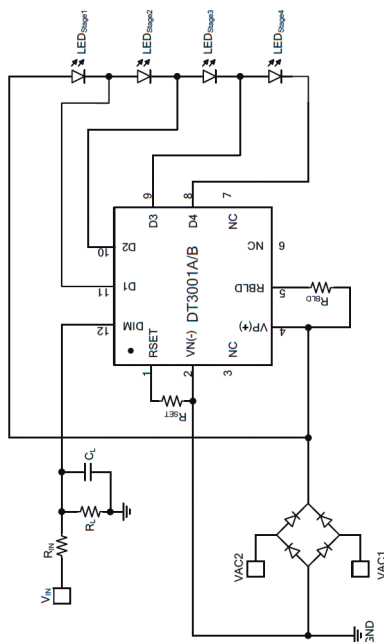 LEDStage1
LEDStage2
LEDStage3
LEDStage4
9
8
7
D3
D4
NC
10
D2
NC
6
11
D1
DT3001A/B
RBLD
5
RBLD
12
DIM
VP(+)
4
RSET
VN(-)
NC
1
2
3
RSET
CL
RL
RIN
VIN
VAC2
VAC1
GND